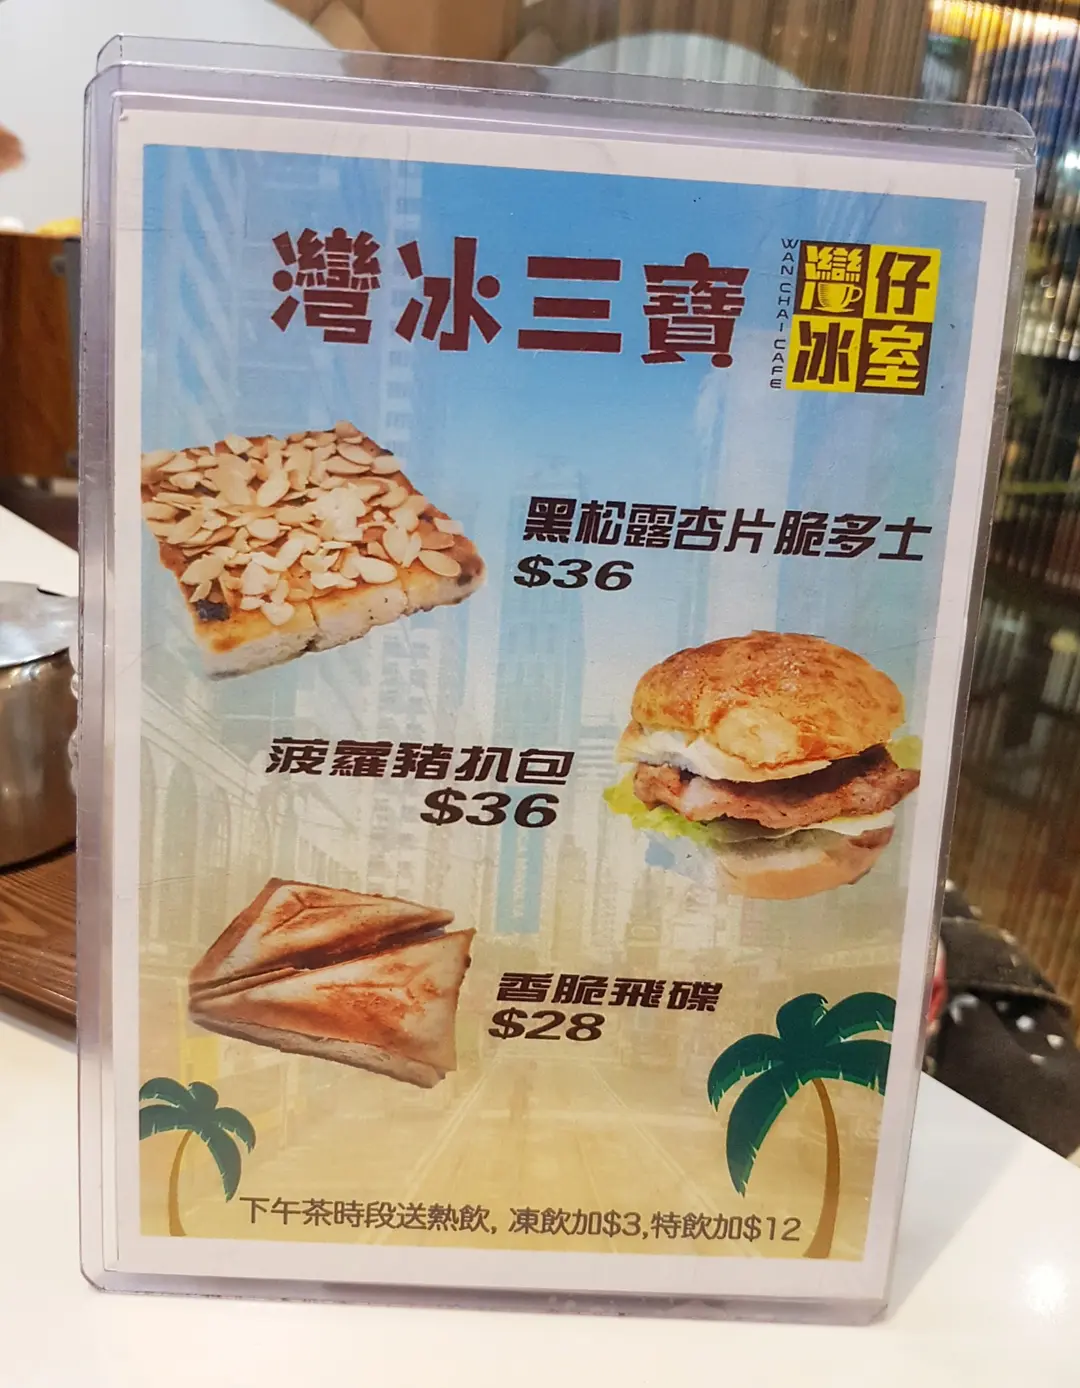 灣冰三寶
WAN CHAI CAFE
灣仔
冰室
黑松露杏片脆多士
$36
菠蘿豬扒包
$36
香脆飛碟
$28
下午茶時段送熱飲, 凍飲加$3,特飲加$12